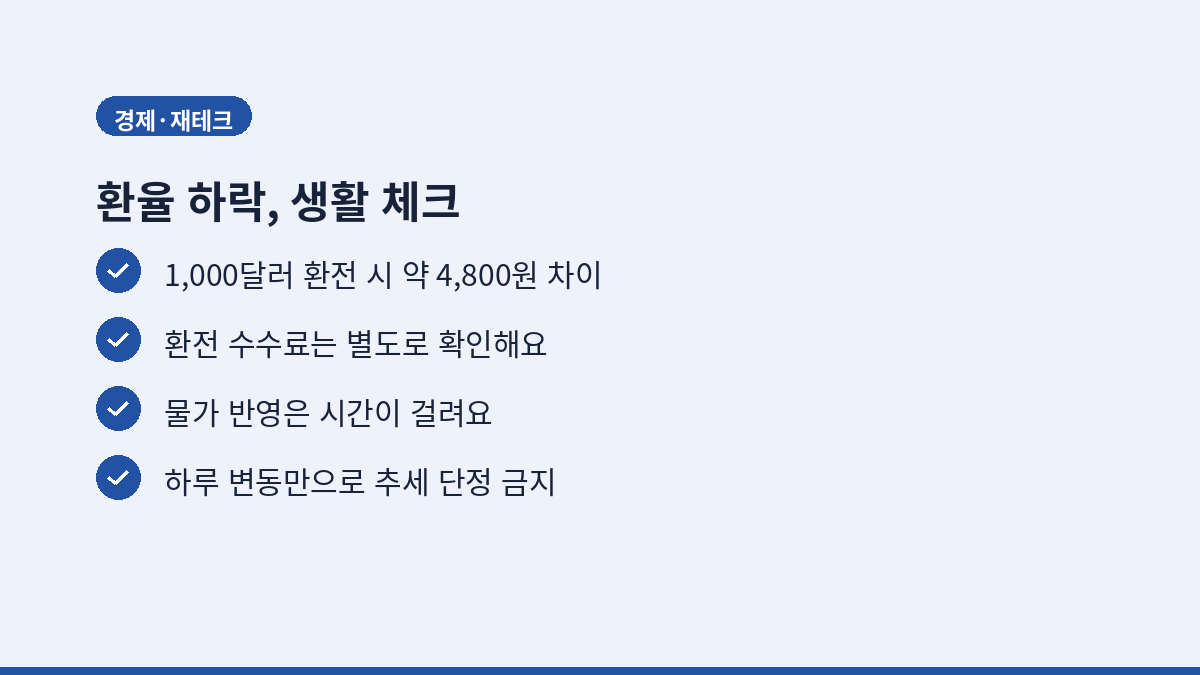 경제·재테크
환율 하락, 생활 체크
1,000달러 환전 시 약 4,800원 차이
환전 수수료는 별도로 확인해요
물가 반영은 시간이 걸려요
하루 변동만으로 추세 단정 금지